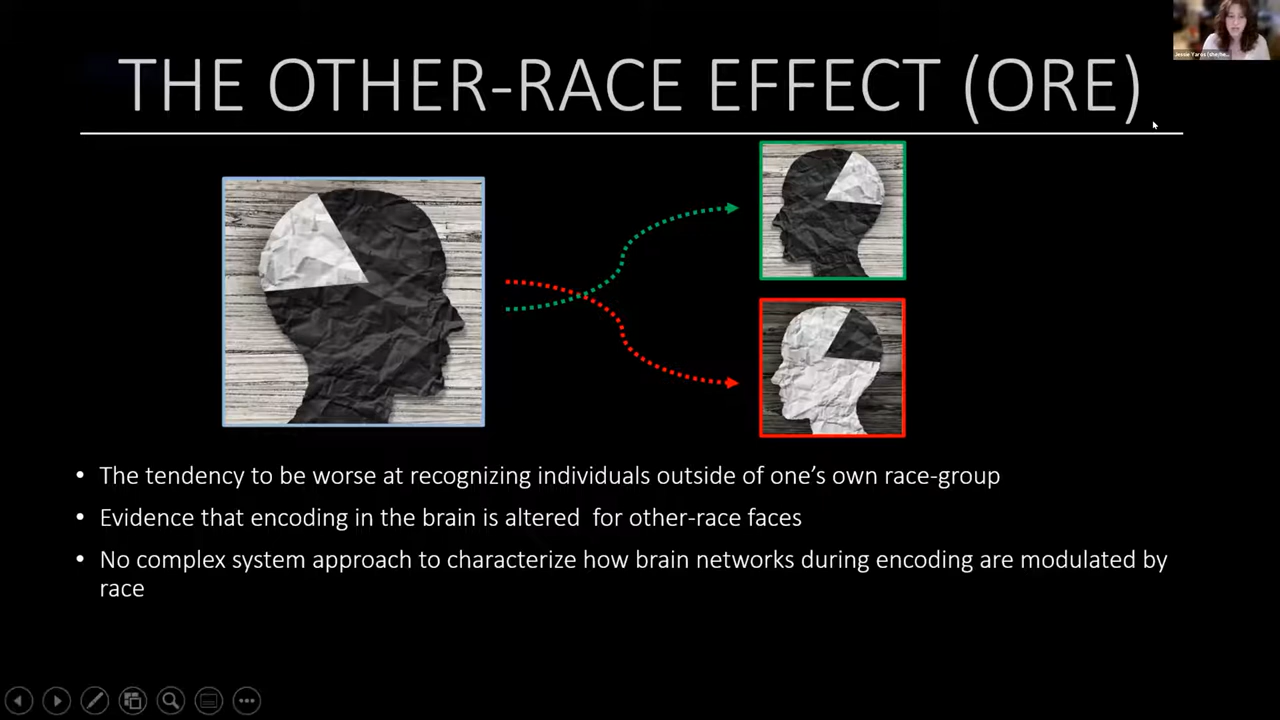 THE OTHER-RACE EFFECT (ORE)
• The tendency to be worse at recognizing individuals outside of one’s own race-group
• Evidence that encoding in the brain is altered  for other-race faces
• No complex system approach to characterize how brain networks during encoding are modulated by
race